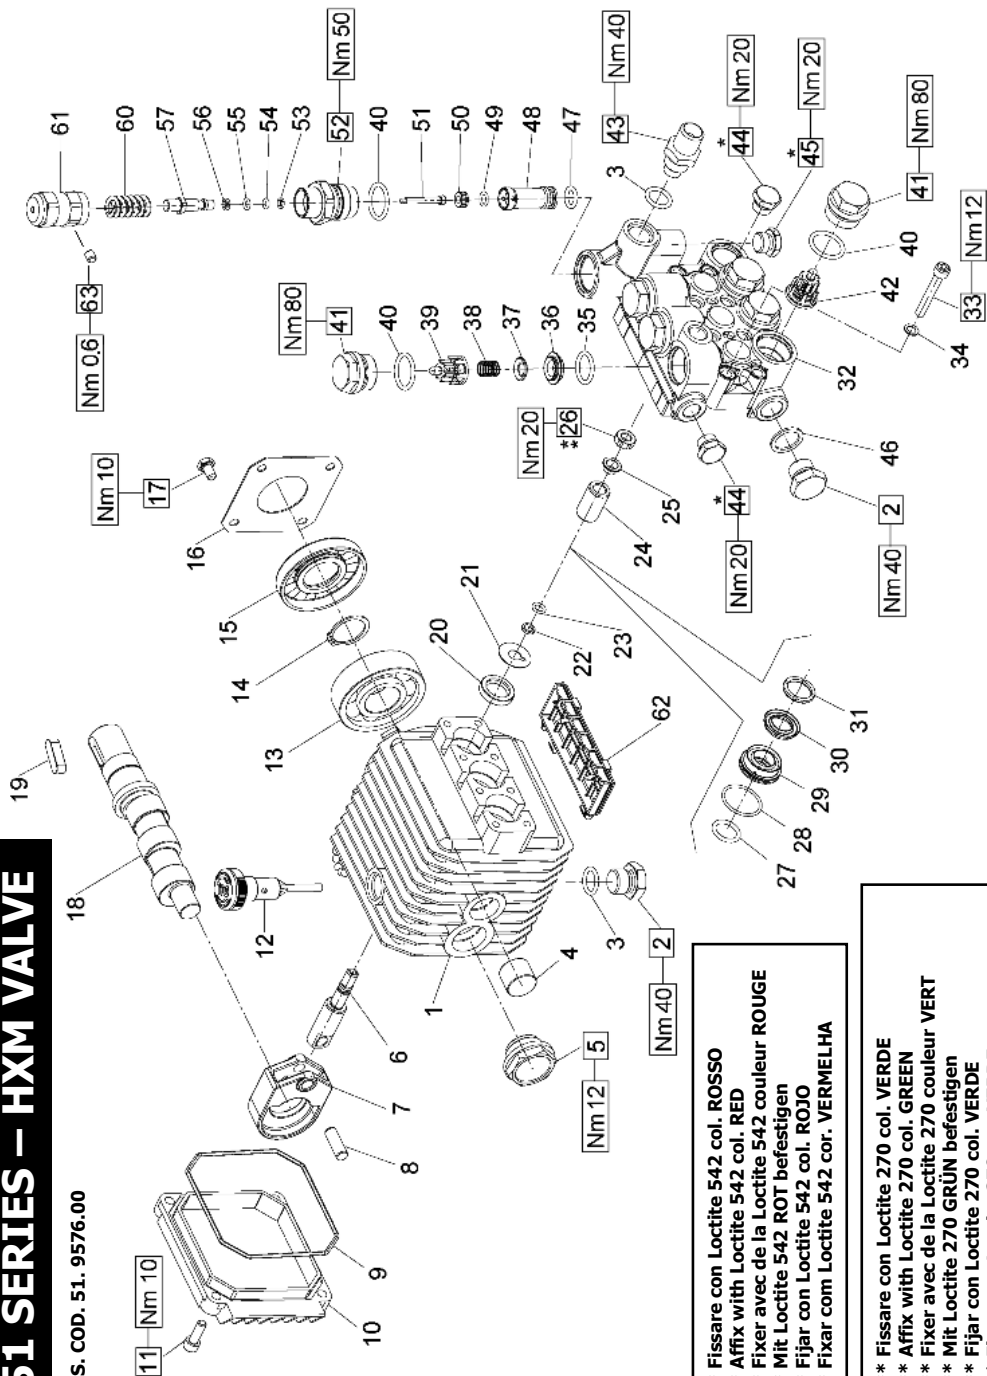 51 SERIES – HXM VALVE
S. COD. 51. 9576.00
61
60
57
56
55
54
53
52 Nm 50
40
51
50
49
48
47
63 Nm 0.6
43 Nm 40
3
*44 Nm 20
*45 Nm 20
41 Nm 80
40
42
33 Nm 12
34
32
46
2 Nm 40
*44 Nm 20
41 Nm 80
40
39
38
37
36
35
**26 Nm 20
25
24
23
22
21
20
17 Nm 10
16
15
14
13
62
31
30
29
28
27
19
18
12
1
3
2 Nm 40
4
5 Nm 12
6
7
8
9
10
11 Nm 10
Fissare con Loctite 542 col. ROSSO
Affix with Loctite 542 col. RED
Fixer avec de la Loctite 542 couleur ROUGE
Mit Loctite 542 ROT befestigen
Fijar con Loctite 542 col. ROJO
Fixar com Loctite 542 cor. VERMELHA
* Fissare con Loctite 270 col. VERDE
* Affix with Loctite 270 col. GREEN
* Fixer avec de la Loctite 270 couleur VERT
* Mit Loctite 270 GRÜN befestigen
* Fijar con Loctite 270 col. VERDE